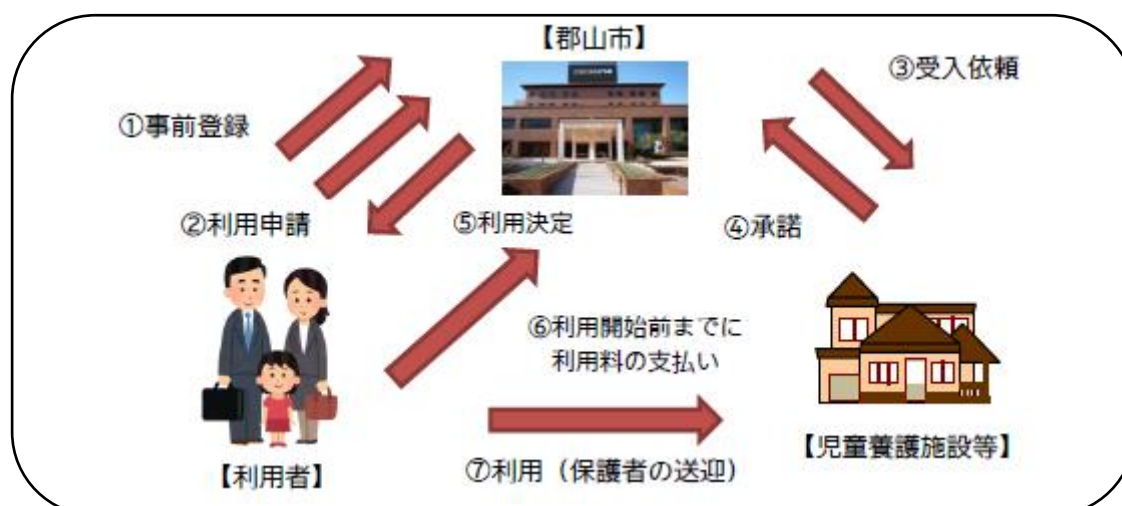 【郡山市】
③受入依頼
①事前登録
②利用申請
⑤利用決定
④承諾
⑥利用開始前までに
利用料の支払い
【利用者】
⑦利用（保護者の送迎）
【児童養護施設等】